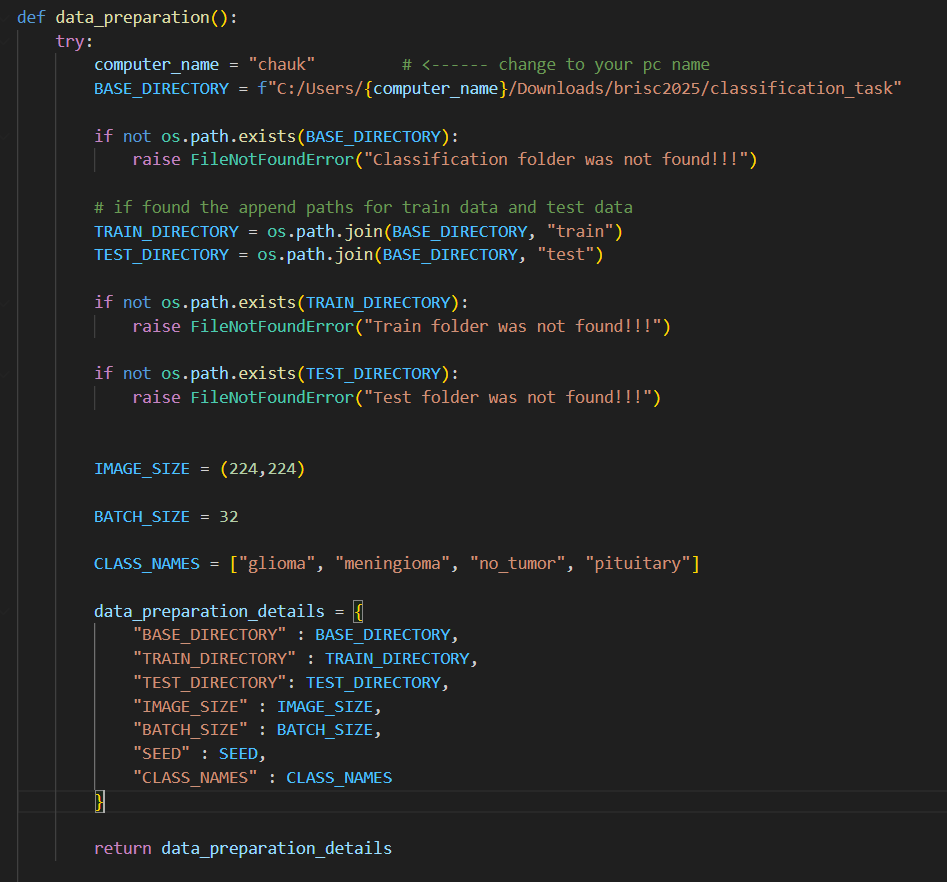 def data_preparation():
    try:
        computer_name = "chauk"         # <------ change to your pc name
        BASE_DIRECTORY = f"C:/Users/{computer_name}/Downloads/brisc2025/classification_task"

        if not os.path.exists(BASE_DIRECTORY):
            raise FileNotFoundError("Classification folder was not found!!!")

        # if found the append paths for train data and test data
        TRAIN_DIRECTORY = os.path.join(BASE_DIRECTORY, "train")
        TEST_DIRECTORY = os.path.join(BASE_DIRECTORY, "test")

        if not os.path.exists(TRAIN_DIRECTORY):
            raise FileNotFoundError("Train folder was not found!!!")

        if not os.path.exists(TEST_DIRECTORY):
            raise FileNotFoundError("Test folder was not found!!!")


        IMAGE_SIZE = (224,224)

        BATCH_SIZE = 32

        CLASS_NAMES = ["glioma", "meningioma", "no_tumor", "pituitary"]

        data_preparation_details = {
            "BASE_DIRECTORY" : BASE_DIRECTORY,
            "TRAIN_DIRECTORY" : TRAIN_DIRECTORY,
            "TEST_DIRECTORY": TEST_DIRECTORY,
            "IMAGE_SIZE" : IMAGE_SIZE,
            "BATCH_SIZE" : BATCH_SIZE,
            "SEED" : SEED,
            "CLASS_NAMES" : CLASS_NAMES
        }

        return data_preparation_details